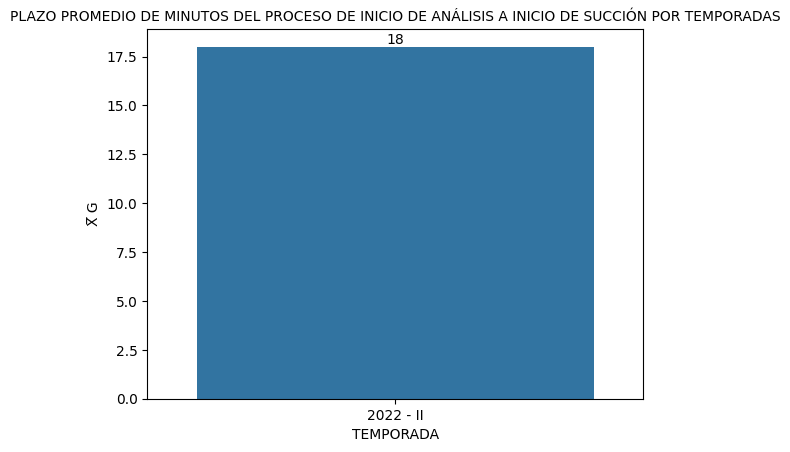 PLAZO PROMEDIO DE MINUTOS DEL PROCESO DE INICIO DE ANÁLISIS A INICIO DE SUCCIÓN POR TEMPORADAS
18
17.5
15.0
12.5
10.0
7.5
5.0
2.5
0.0
X̅ G
2022 - II
TEMPORADA